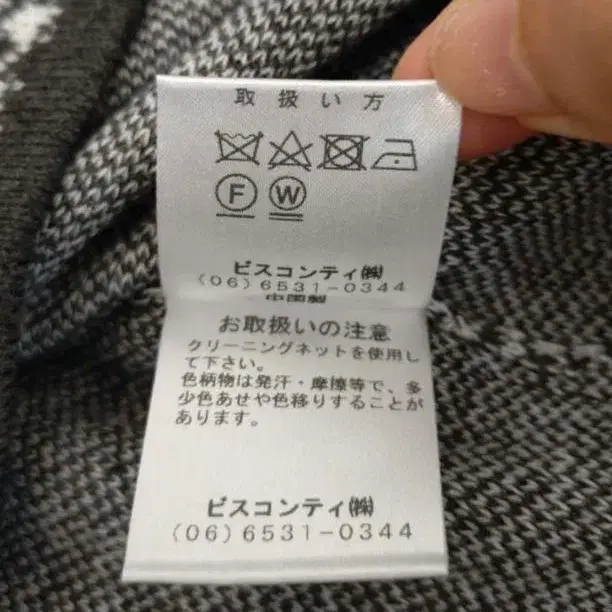 取扱い方
F W
ビスコンティ㈱
(06)6531-0344
中国製
お取扱いの注意
クリーニングネットを使用し
て下さい。
色柄物は発汗・摩擦等で、多
少色あせや色移りすることが
あります。
ビスコンティ㈱
(06)6531-0344